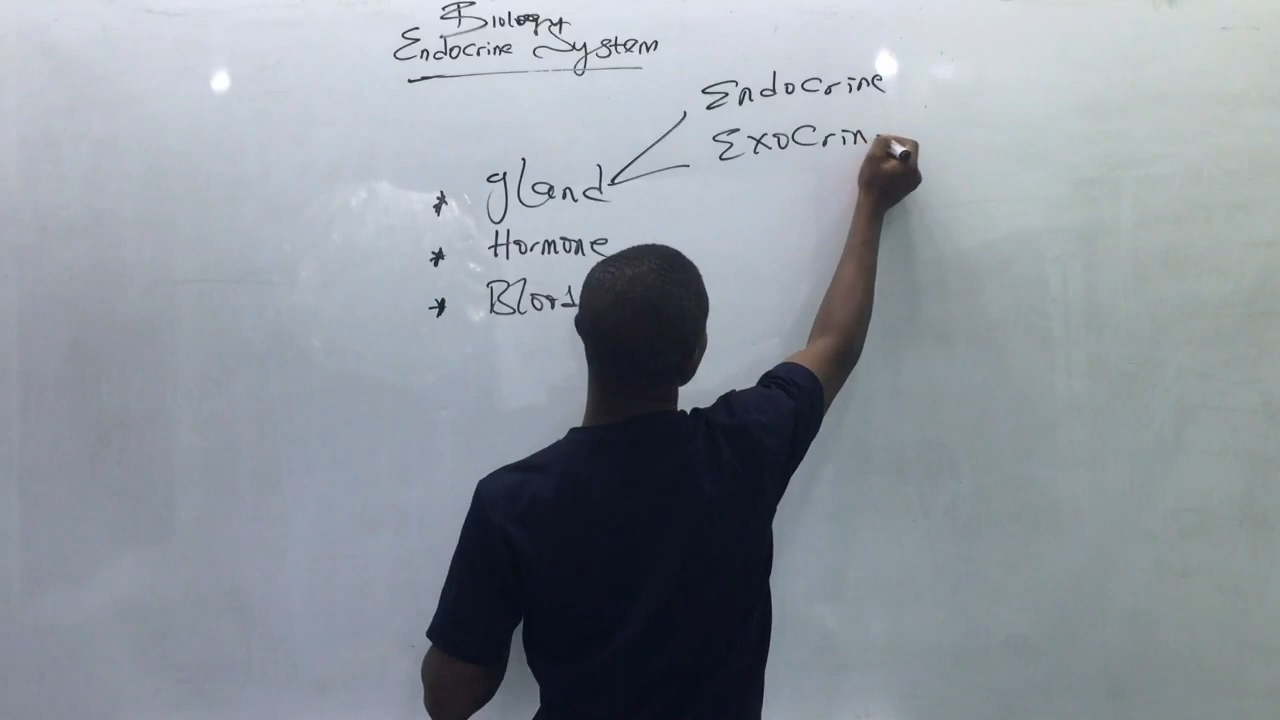 Biology
Endocrine System
Endocrine
Exocrin
* gland
* Hormone
* Blood